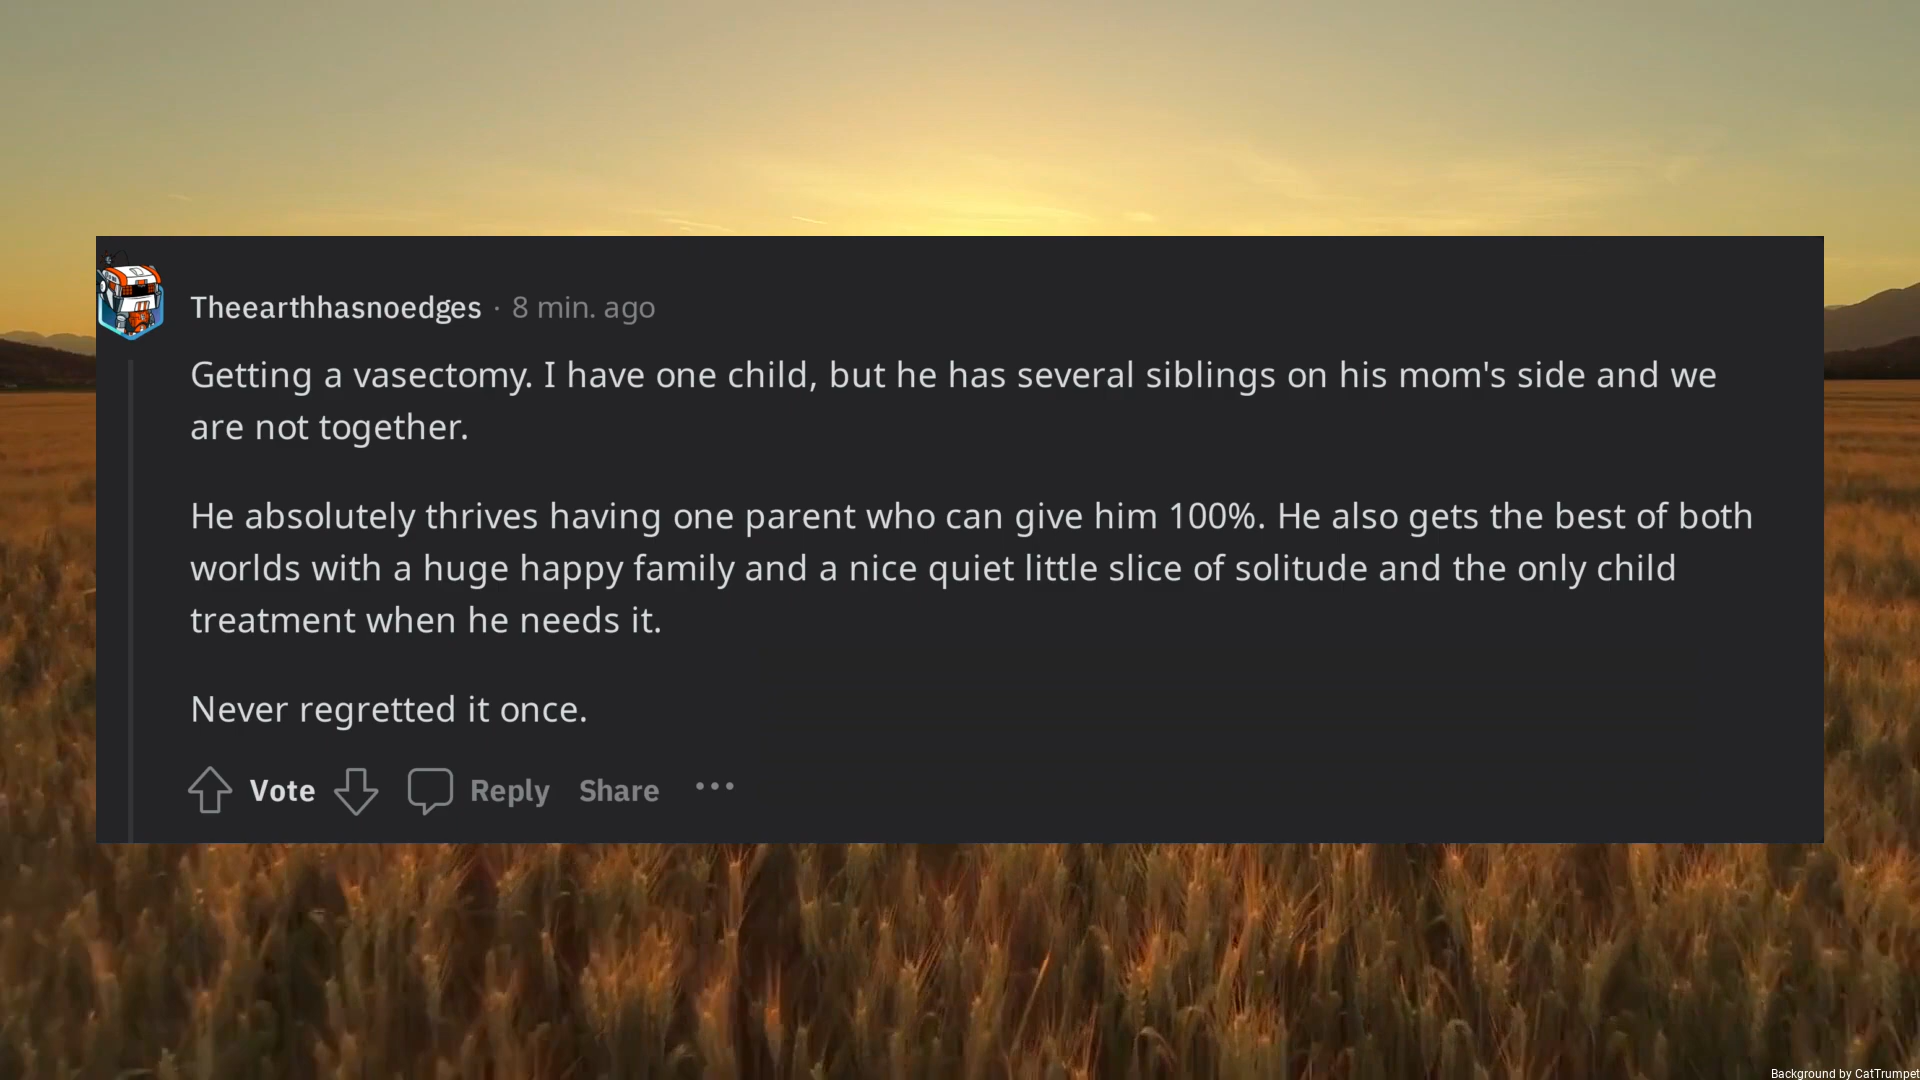 Theearthhasnoedges · 8 min. ago
Getting a vasectomy. I have one child, but he has several siblings on his mom's side and we
are not together.
He absolutely thrives having one parent who can give him 100%. He also gets the best of both
worlds with a huge happy family and a nice quiet little slice of solitude and the only child
treatment when he needs it.
Never regretted it once.
Vote Reply Share
Background by CatTrumpet